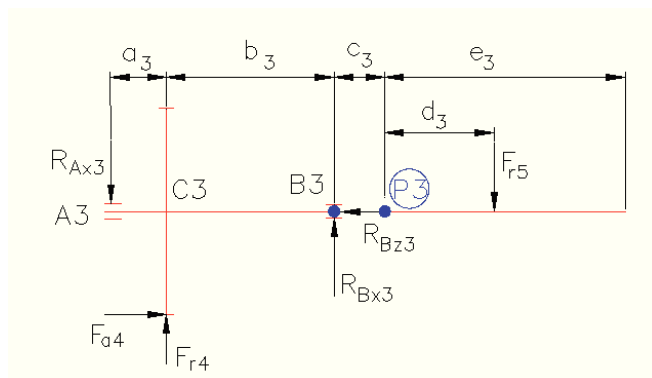 a3 b3 c3 e3
d3
RAx3 Fr5
C3 B3 P3
A3
RBz3
RBx3
Fa4
Fr4